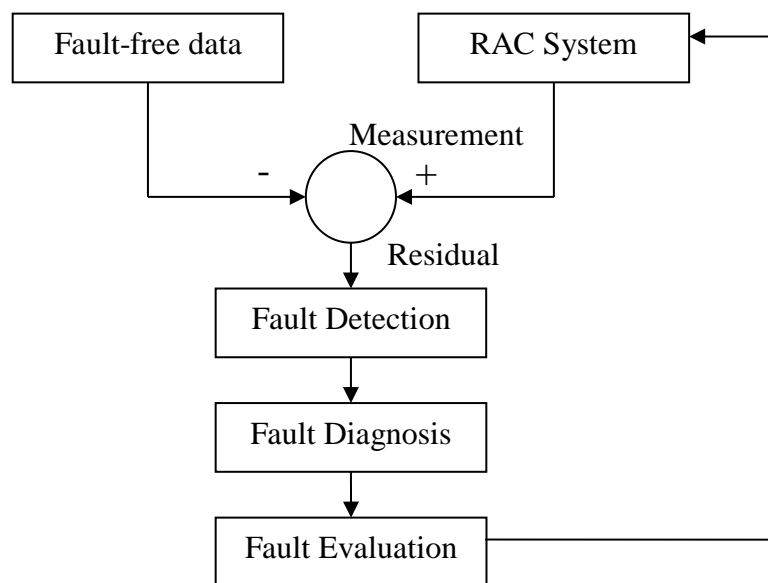 Fault-free data
RAC System
Measurement
-
+
Residual
Fault Detection
Fault Diagnosis
Fault Evaluation